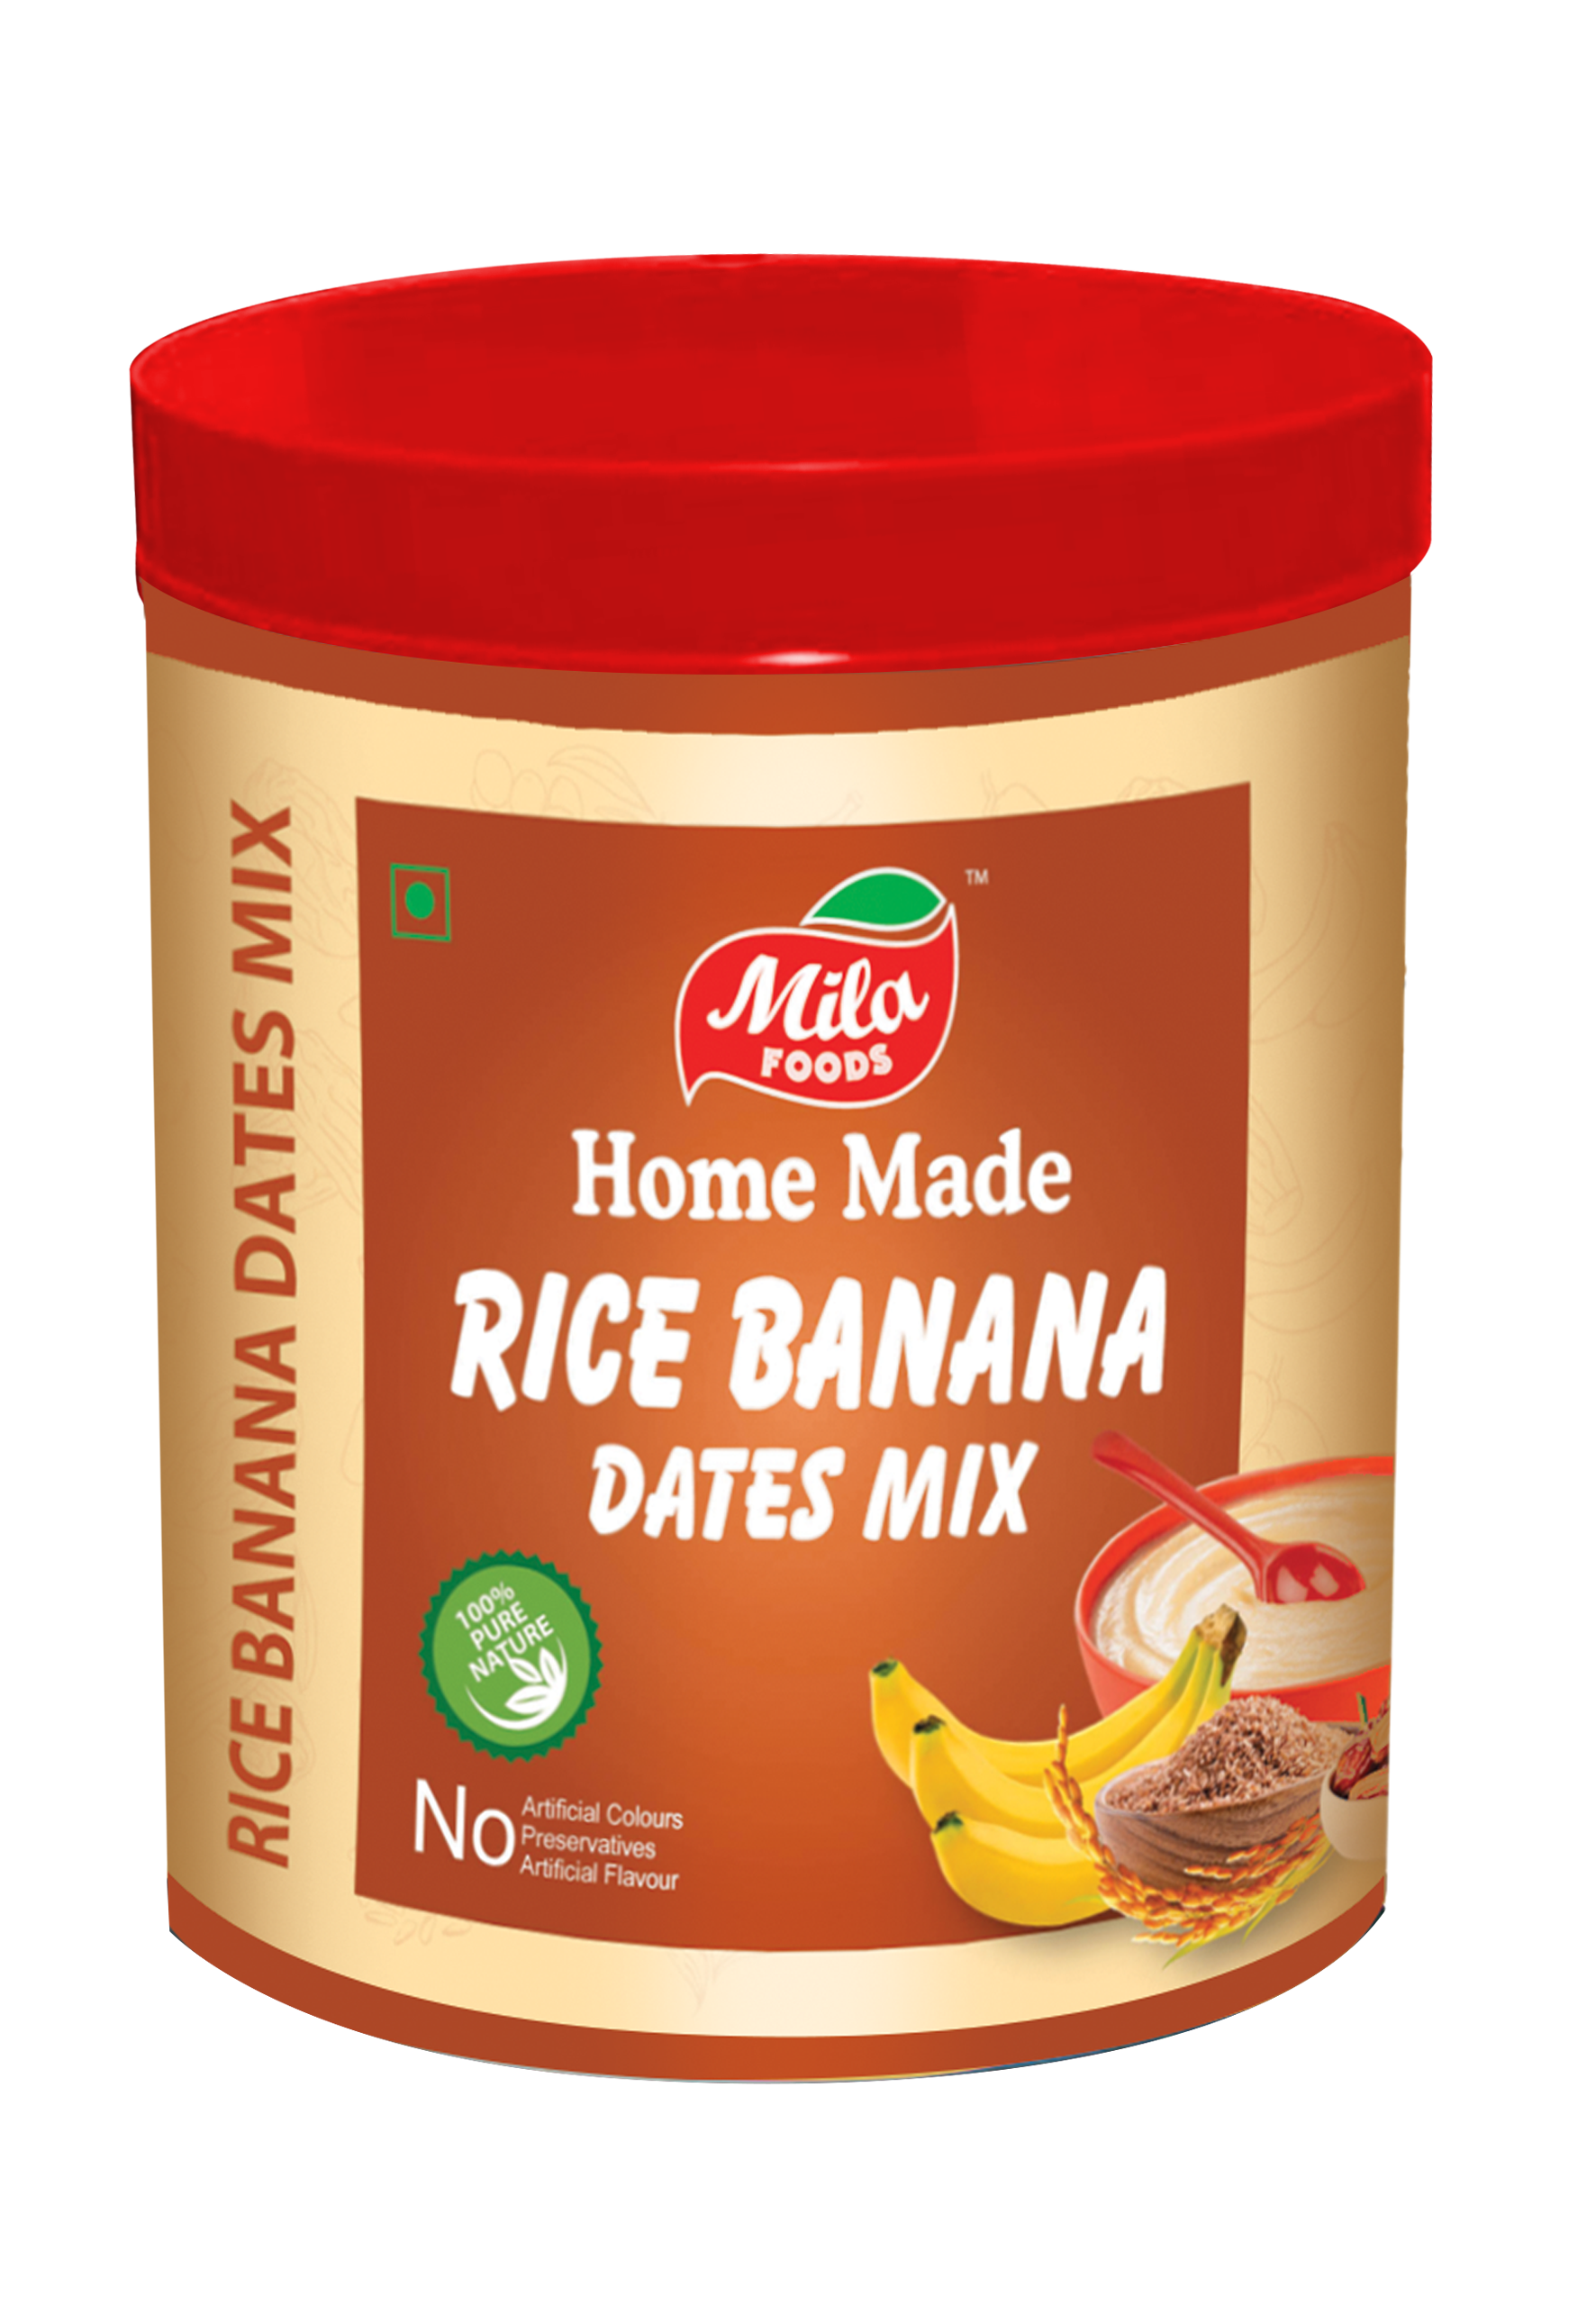 RICE BANANA DATES MIX
TM
Mila
FOODS
Home Made
RICE BANANA
DATES MIX
100%
PURE
NATURE
No
Artificial Colours
Preservatives
Artificial Flavour